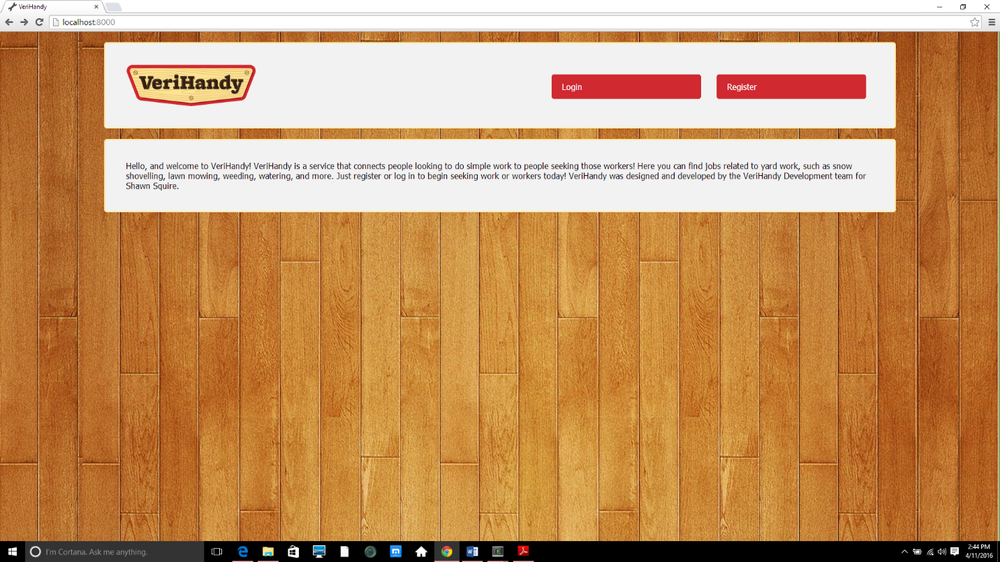 VeriHandy
localhost:8000
VeriHandy
Login
Register
Hello, and welcome to VeriHandy! VeriHandy is a service that connects people looking to do simple work to people seeking those workers! Here you can find jobs related to yard work, such as snow
shovelling, lawn mowing, weeding, watering, and more. Just register or log in to begin seeking work or workers today! VeriHandy was designed and developed by the VeriHandy Development team for
Shawn Squire.
I'm Cortana. Ask me anything.
2:44 PM
4/11/2016